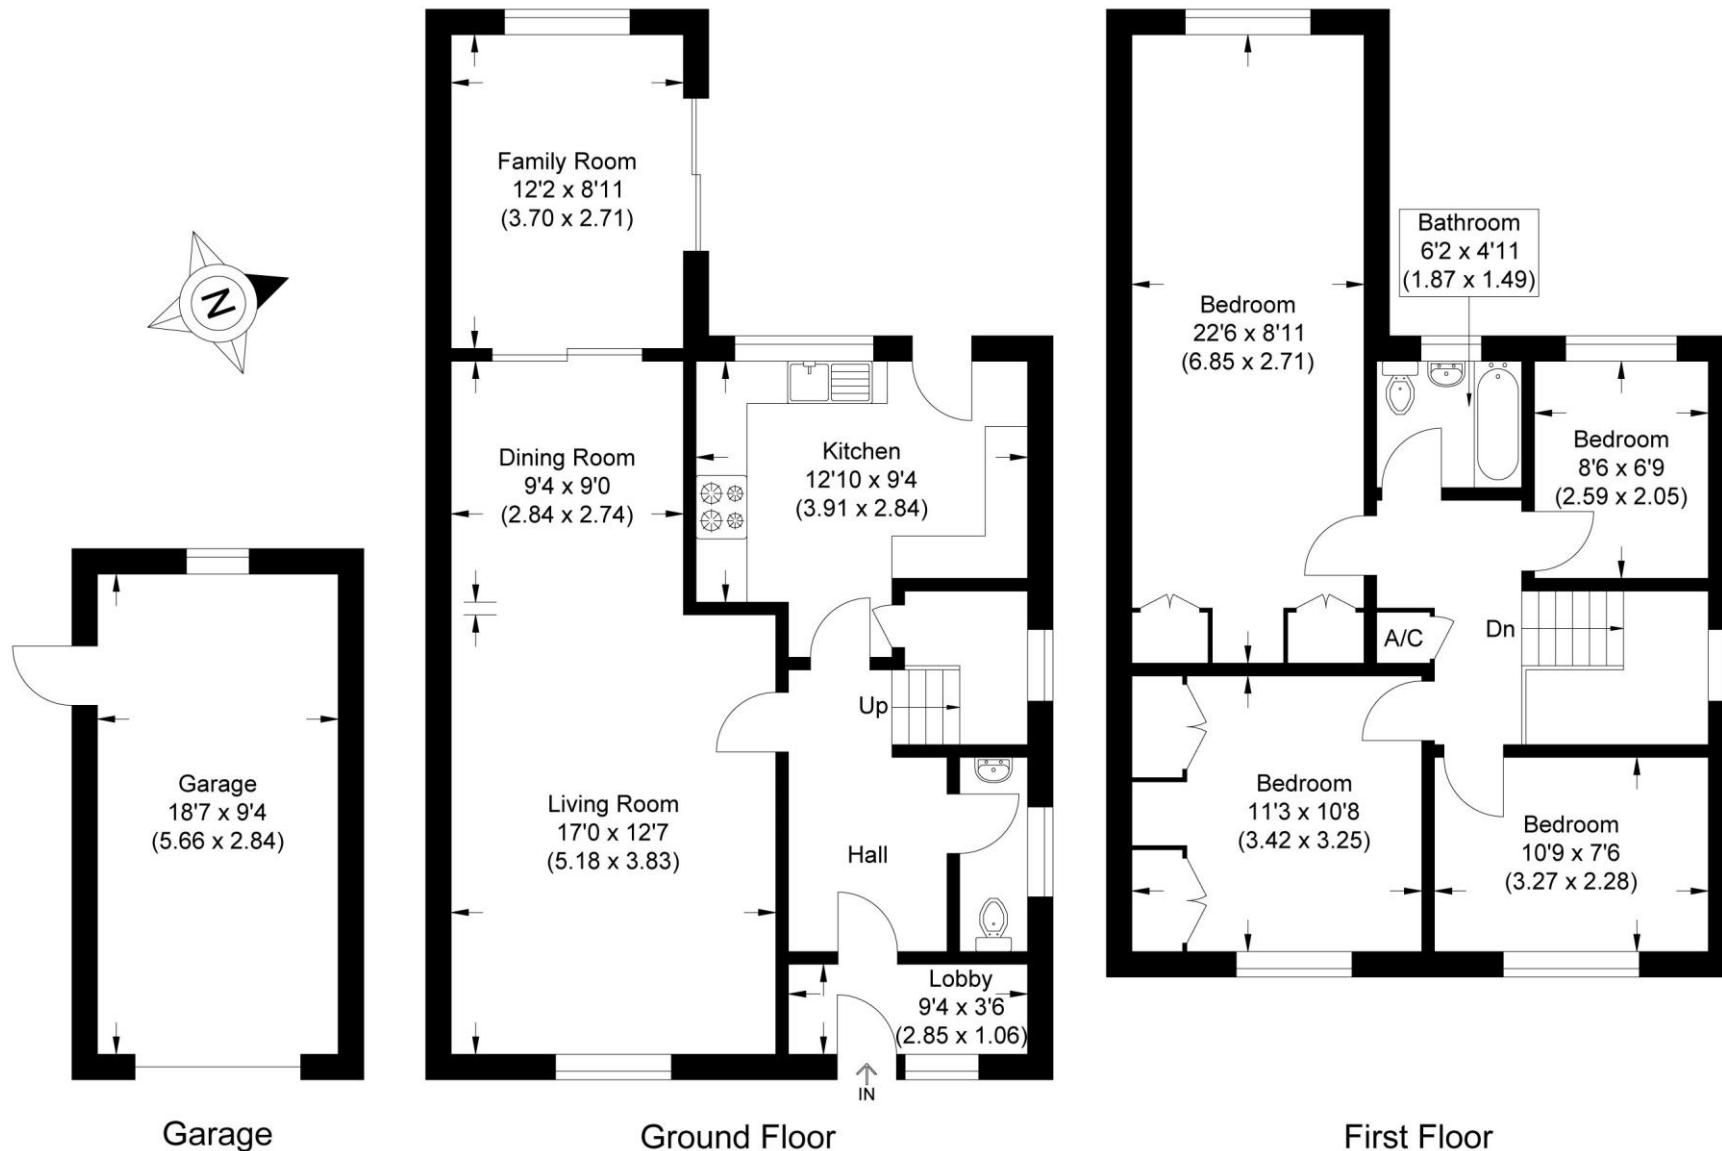 Family Room
12'2 x 8'11
(3.70 x 2.71)
N
Dining Room
9'4 x 9'0
(2.84 x 2.74)
Kitchen
12'10 x 9'4
(3.91 x 2.84)
Garage
18'7 x 9'4
(5.66 x 2.84)
Living Room
17'0 x 12'7
(5.18 x 3.83)
Up
Hall
Lobby
9'4 x 3'6
(2.85 x 1.06)
IN
Bedroom
22'6 x 8'11
(6.85 x 2.71)
Bathroom
6'2 x 4'11
(1.87 x 1.49)
Bedroom
8'6 x 6'9
(2.59 x 2.05)
A/C
Dn
Bedroom
11'3 x 10'8
(3.42 x 3.25)
Bedroom
10'9 x 7'6
(3.27 x 2.28)
Garage
Ground Floor
First Floor